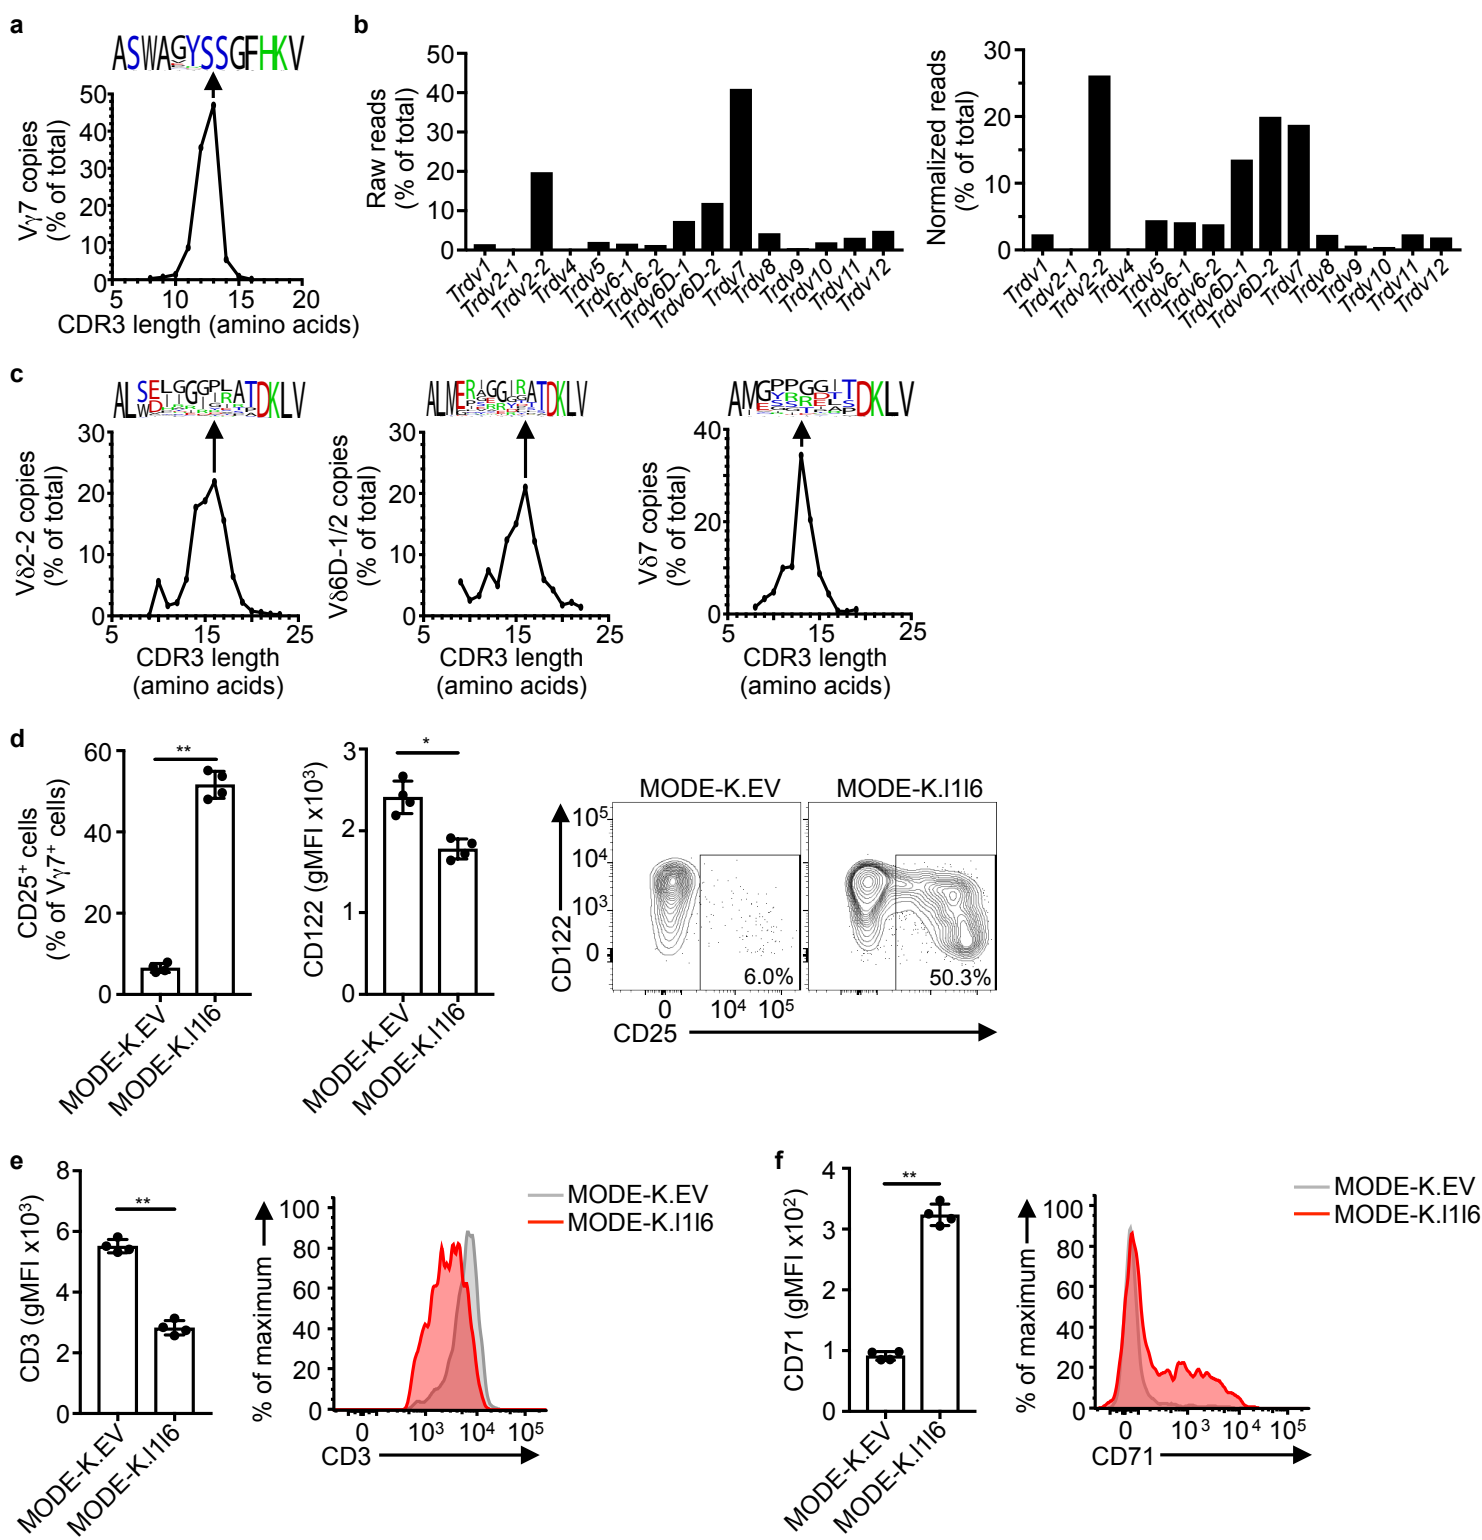 a
ASWAGYSSGFHKV
Vγ7 copies
(% of total)
50
40
30
20
10
0
5 10 15 20
CDR3 length (amino acids)
b
Raw reads
(% of total)
50
40
30
20
10
0
Trdv1 Trdv2-1 Trdv2-2 Trdv4 Trdv5 Trdv6-1 Trdv6-2 Trdv6D-1 Trdv6D-2 Trdv7 Trdv8 Trdv9 Trdv10 Trdv11 Trdv12
Normalized reads
(% of total)
30
20
10
0
Trdv1 Trdv2-1 Trdv2-2 Trdv4 Trdv5 Trdv6-1 Trdv6-2 Trdv6D-1 Trdv6D-2 Trdv7 Trdv8 Trdv9 Trdv10 Trdv11 Trdv12
c
ALSELGGGPLATDKLV
Vδ2-2 copies
(% of total)
30
20
10
0
5 15 25
CDR3 length
(amino acids)
ALMERIGGIRATDKLV
Vδ6D-1/2 copies
(% of total)
30
20
10
0
5 15 25
CDR3 length
(amino acids)
AMGPPGGITDKLV
Vδ7 copies
(% of total)
40
20
0
5 15 25
CDR3 length
(amino acids)
d
CD25+ cells
(% of Vγ7+ cells)
60
40
20
0
**
MODE-K.EV
MODE-K.I1I6
CD122 (gMFI x10³)
3
2
1
0
*
MODE-K.EV
MODE-K.I1I6
MODE-K.EV MODE-K.I1I6
CD122
10⁵
10⁴
10³
0
6.0% 50.3%
0 10⁴ 10⁵
CD25
e
CD3 (gMFI x10³)
8
6
4
2
0
**
MODE-K.EV
MODE-K.I1I6
% of maximum
100
80
60
40
20
0
0 10³ 10⁴ 10⁵
CD3
MODE-K.EV
MODE-K.I1I6
f
CD71 (gMFI x10²)
4
3
2
1
0
**
MODE-K.EV
MODE-K.I1I6
% of maximum
100
80
60
40
20
0
0 10³ 10⁴ 10⁵
CD71
MODE-K.EV
MODE-K.I1I6